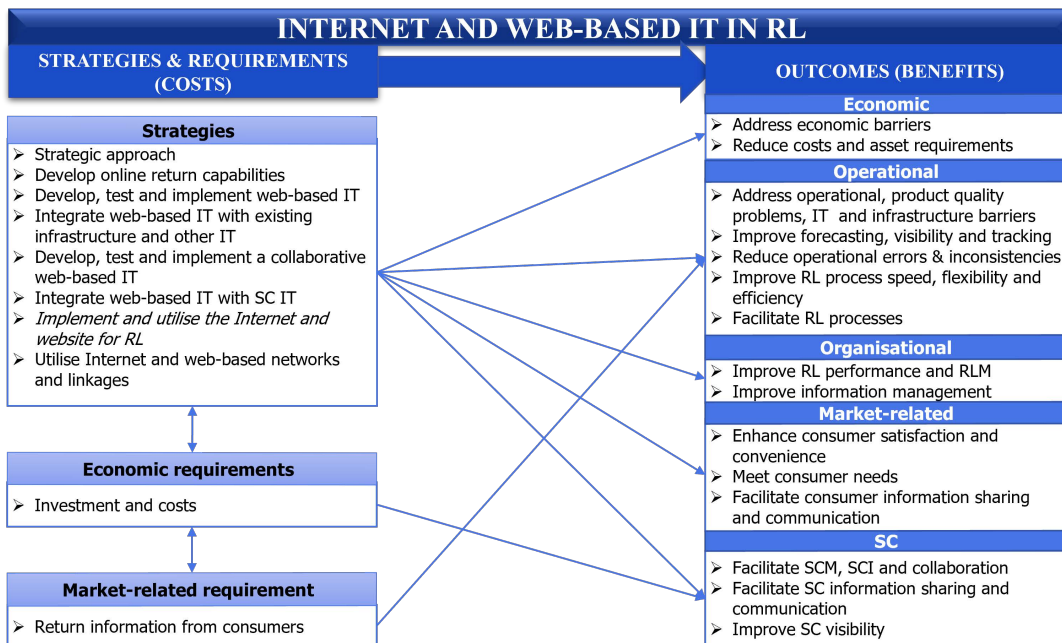 INTERNET AND WEB-BASED IT IN RL
STRATEGIES & REQUIREMENTS
(COSTS)
Strategies
➢ Strategic approach
➢ Develop online return capabilities
➢ Develop, test and implement web-based IT
➢ Integrate web-based IT with existing
infrastructure and other IT
➢ Develop, test and implement a collaborative
web-based IT
➢ Integrate web-based IT with SC IT
➢ Implement and utilise the Internet and
website for RL
➢ Utilise Internet and web-based networks
and linkages
Economic requirements
➢ Investment and costs
Market-related requirement
➢ Return information from consumers
OUTCOMES (BENEFITS)
Economic
➢ Address economic barriers
➢ Reduce costs and asset requirements
Operational
➢ Address operational, product quality
problems, IT and infrastructure barriers
➢ Improve forecasting, visibility and tracking
➢ Reduce operational errors & inconsistencies
➢ Improve RL process speed, flexibility and
efficiency
➢ Facilitate RL processes
Organisational
➢ Improve RL performance and RLM
➢ Improve information management
Market-related
➢ Enhance consumer satisfaction and
convenience
➢ Meet consumer needs
➢ Facilitate consumer information sharing
and communication
SC
➢ Facilitate SCM, SCI and collaboration
➢ Facilitate SC information sharing and
communication
➢ Improve SC visibility